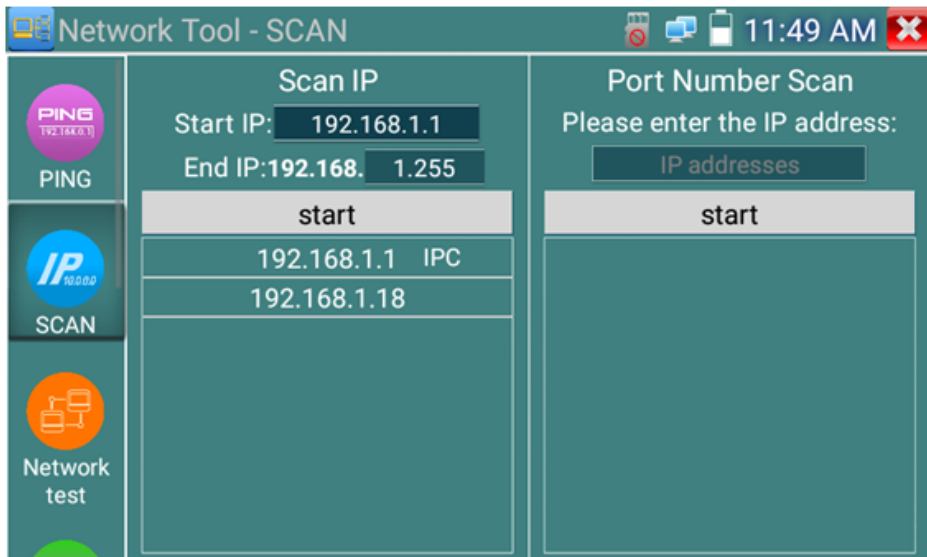 Network Tool - SCAN
11:49 AM
PING
192.168.0.1
PING
IP
10.0.0.0
SCAN
Network
test
Scan IP
Start IP: 192.168.1.1
End IP:192.168. 1.255
start
192.168.1.1 IPC
192.168.1.18
Port Number Scan
Please enter the IP address:
IP addresses
start